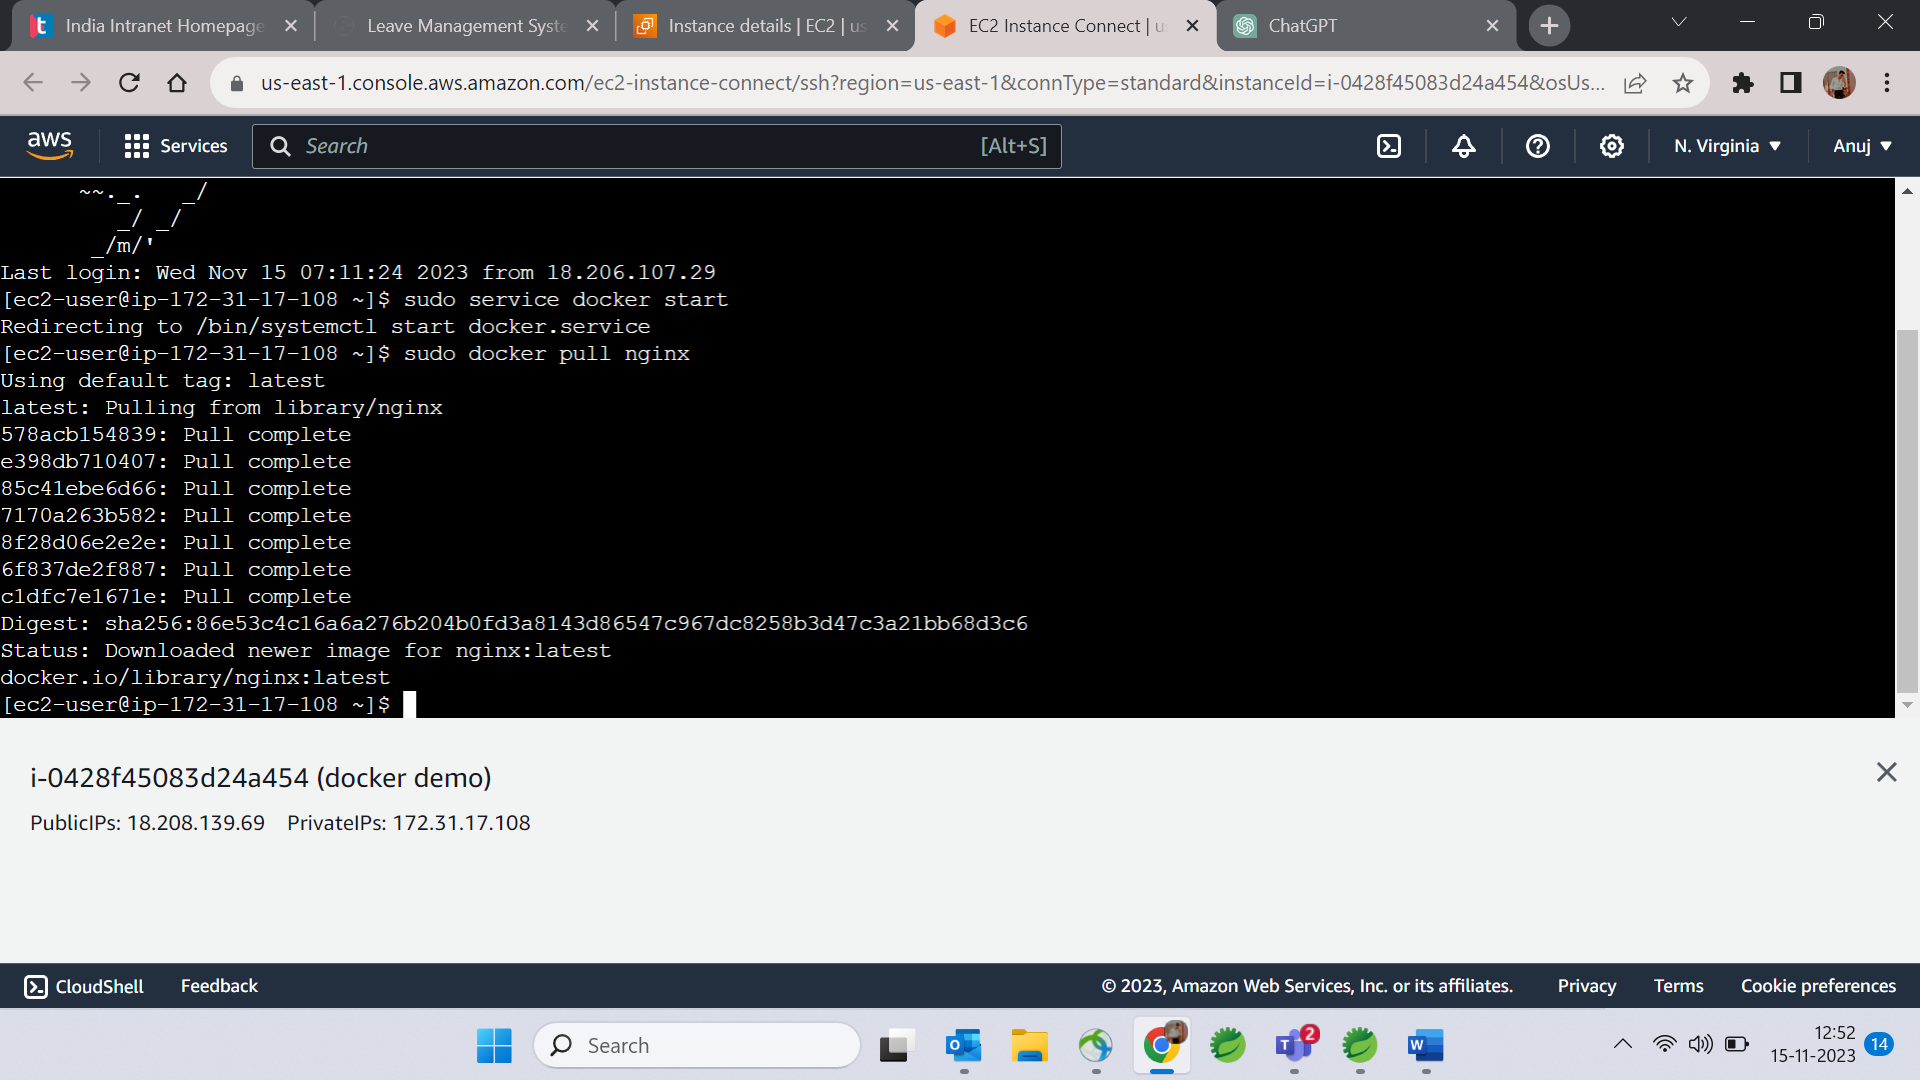 India Intranet Homepage
Leave Management Syste
Instance details | EC2 | us
EC2 Instance Connect | u
ChatGPT
us-east-1.console.aws.amazon.com/ec2-instance-connect/ssh?region=us-east-1&connType=standard&instanceId=i-0428f45083d24a454&osUs...
aws
Services
Search
[Alt+S]
N. Virginia
Anuj
~~._. _/
_/ _/
_/m/'
Last login: Wed Nov 15 07:11:24 2023 from 18.206.107.29
[ec2-user@ip-172-31-17-108 ~]$ sudo service docker start
Redirecting to /bin/systemctl start docker.service
[ec2-user@ip-172-31-17-108 ~]$ sudo docker pull nginx
Using default tag: latest
latest: Pulling from library/nginx
578acb154839: Pull complete
e398db710407: Pull complete
85c41ebe6d66: Pull complete
7170a263b582: Pull complete
8f28d06e2e2e: Pull complete
6f837de2f887: Pull complete
c1dfc7e1671e: Pull complete
Digest: sha256:86e53c4c16a6a276b204b0fd3a8143d86547c967dc8258b3d47c3a21bb68d3c6
Status: Downloaded newer image for nginx:latest
docker.io/library/nginx:latest
[ec2-user@ip-172-31-17-108 ~]$
i-0428f45083d24a454 (docker demo)
PublicIPs: 18.208.139.69 PrivateIPs: 172.31.17.108
CloudShell
Feedback
© 2023, Amazon Web Services, Inc. or its affiliates.
Privacy
Terms
Cookie preferences
Search
2
12:52
15-11-2023
14